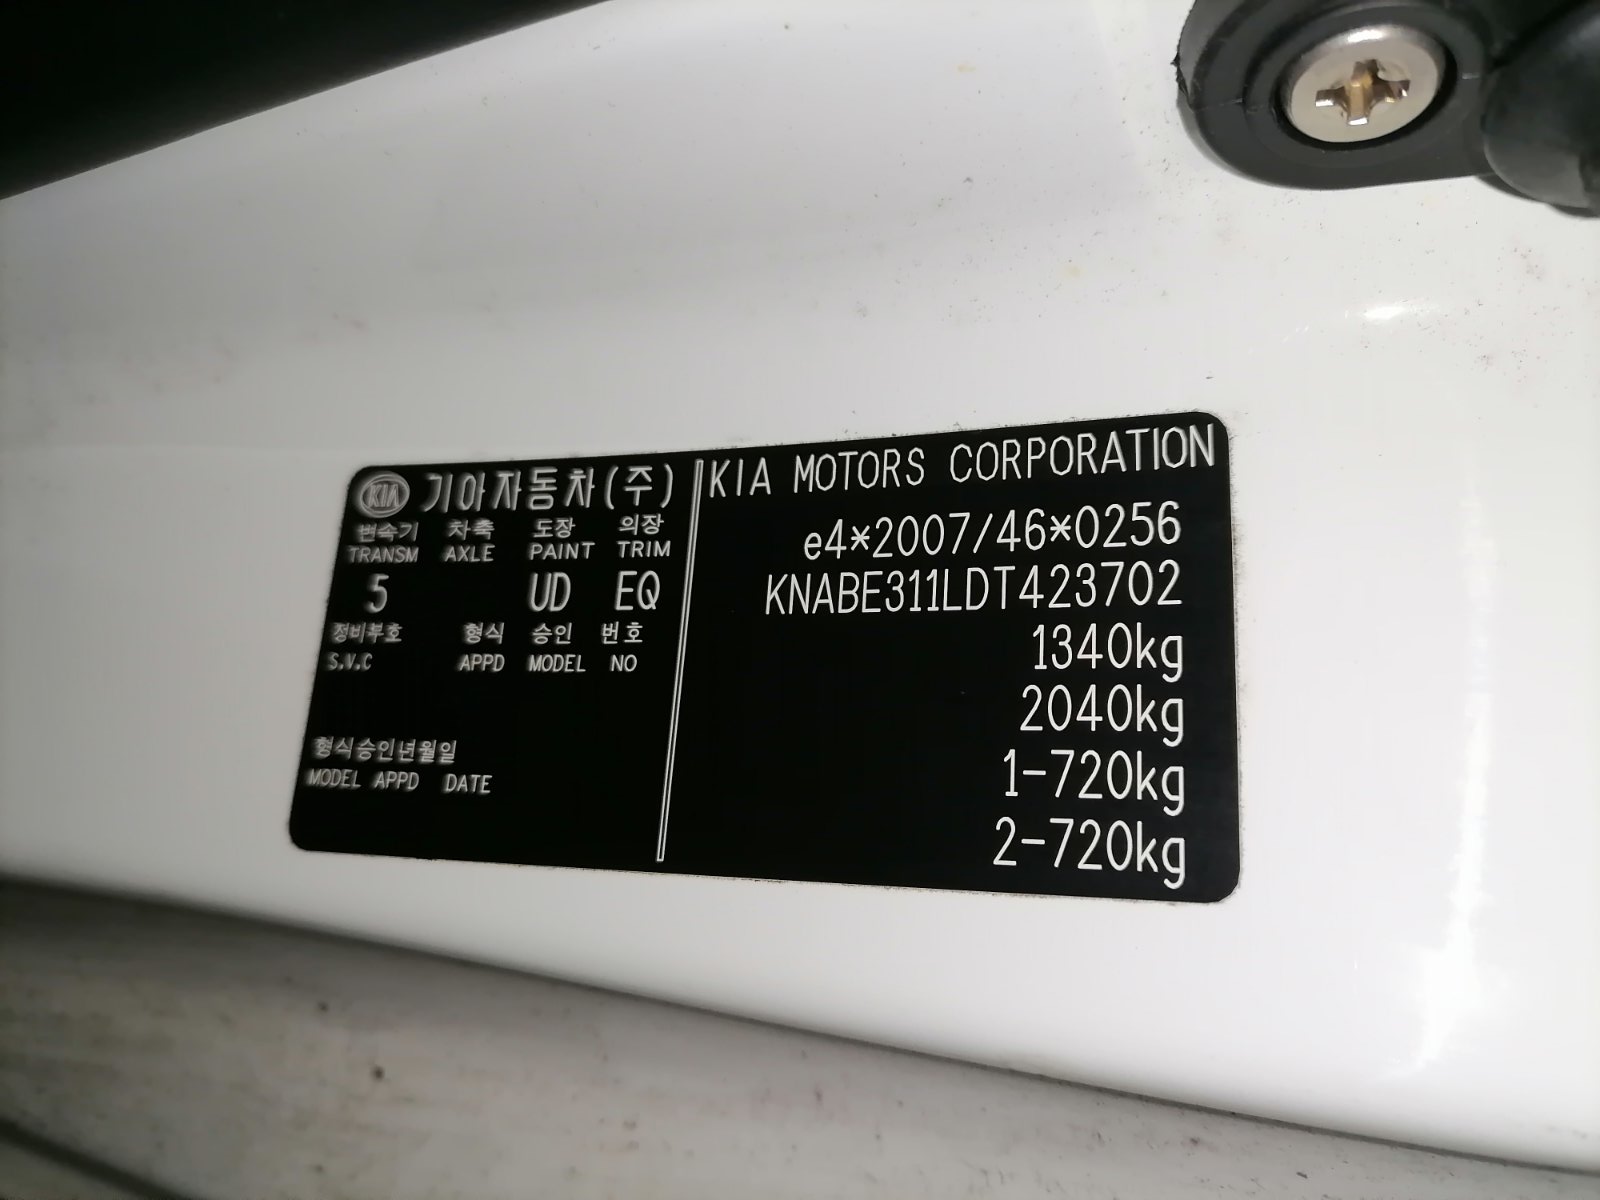 KIA 기아자동차(주)
변속기 차축 도장 의장
TRANSM AXLE PAINT TRIM
5 UD EQ
정비부호 형식 승인 번호
S.V.C APPD MODEL NO
형식승인년월일
MODEL APPD DATE
KIA MOTORS CORPORATION
e4*2007/46*0256
KNABE311LDT423702
1340kg
2040kg
1-720kg
2-720kg